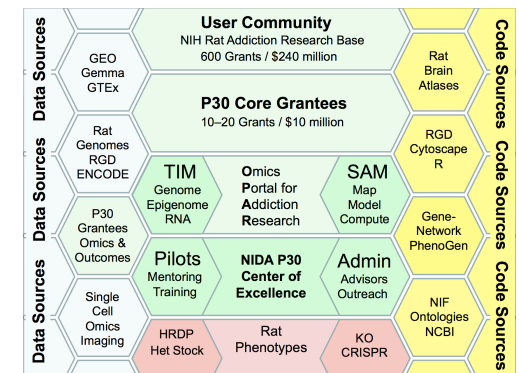 Data Sources
Data Sources
Data Sources
GEO
Gemma
GTEx
Rat
Genomes
RGD
ENCODE
P30
Grantees
Omics &
Outcomes
Single
Cell
Omics
Imaging
User Community
NIH Rat Addiction Research Base
600 Grants / $240 million
P30 Core Grantees
10–20 Grants / $10 million
TIM
Genome
Epigenome
RNA
Omics
Portal for
Addiction
Research
SAM
Map
Model
Compute
Pilots
Mentoring
Training
NIDA P30
Center of
Excellence
Admin
Advisors
Outreach
HRDP
Het Stock
Rat
Phenotypes
KO
CRISPR
Rat
Brain
Atlases
RGD
Cytoscape
R
Gene-
Network
PhenoGen
NIF
Ontologies
NCBI
Code Sources
Code Sources
Code Sources